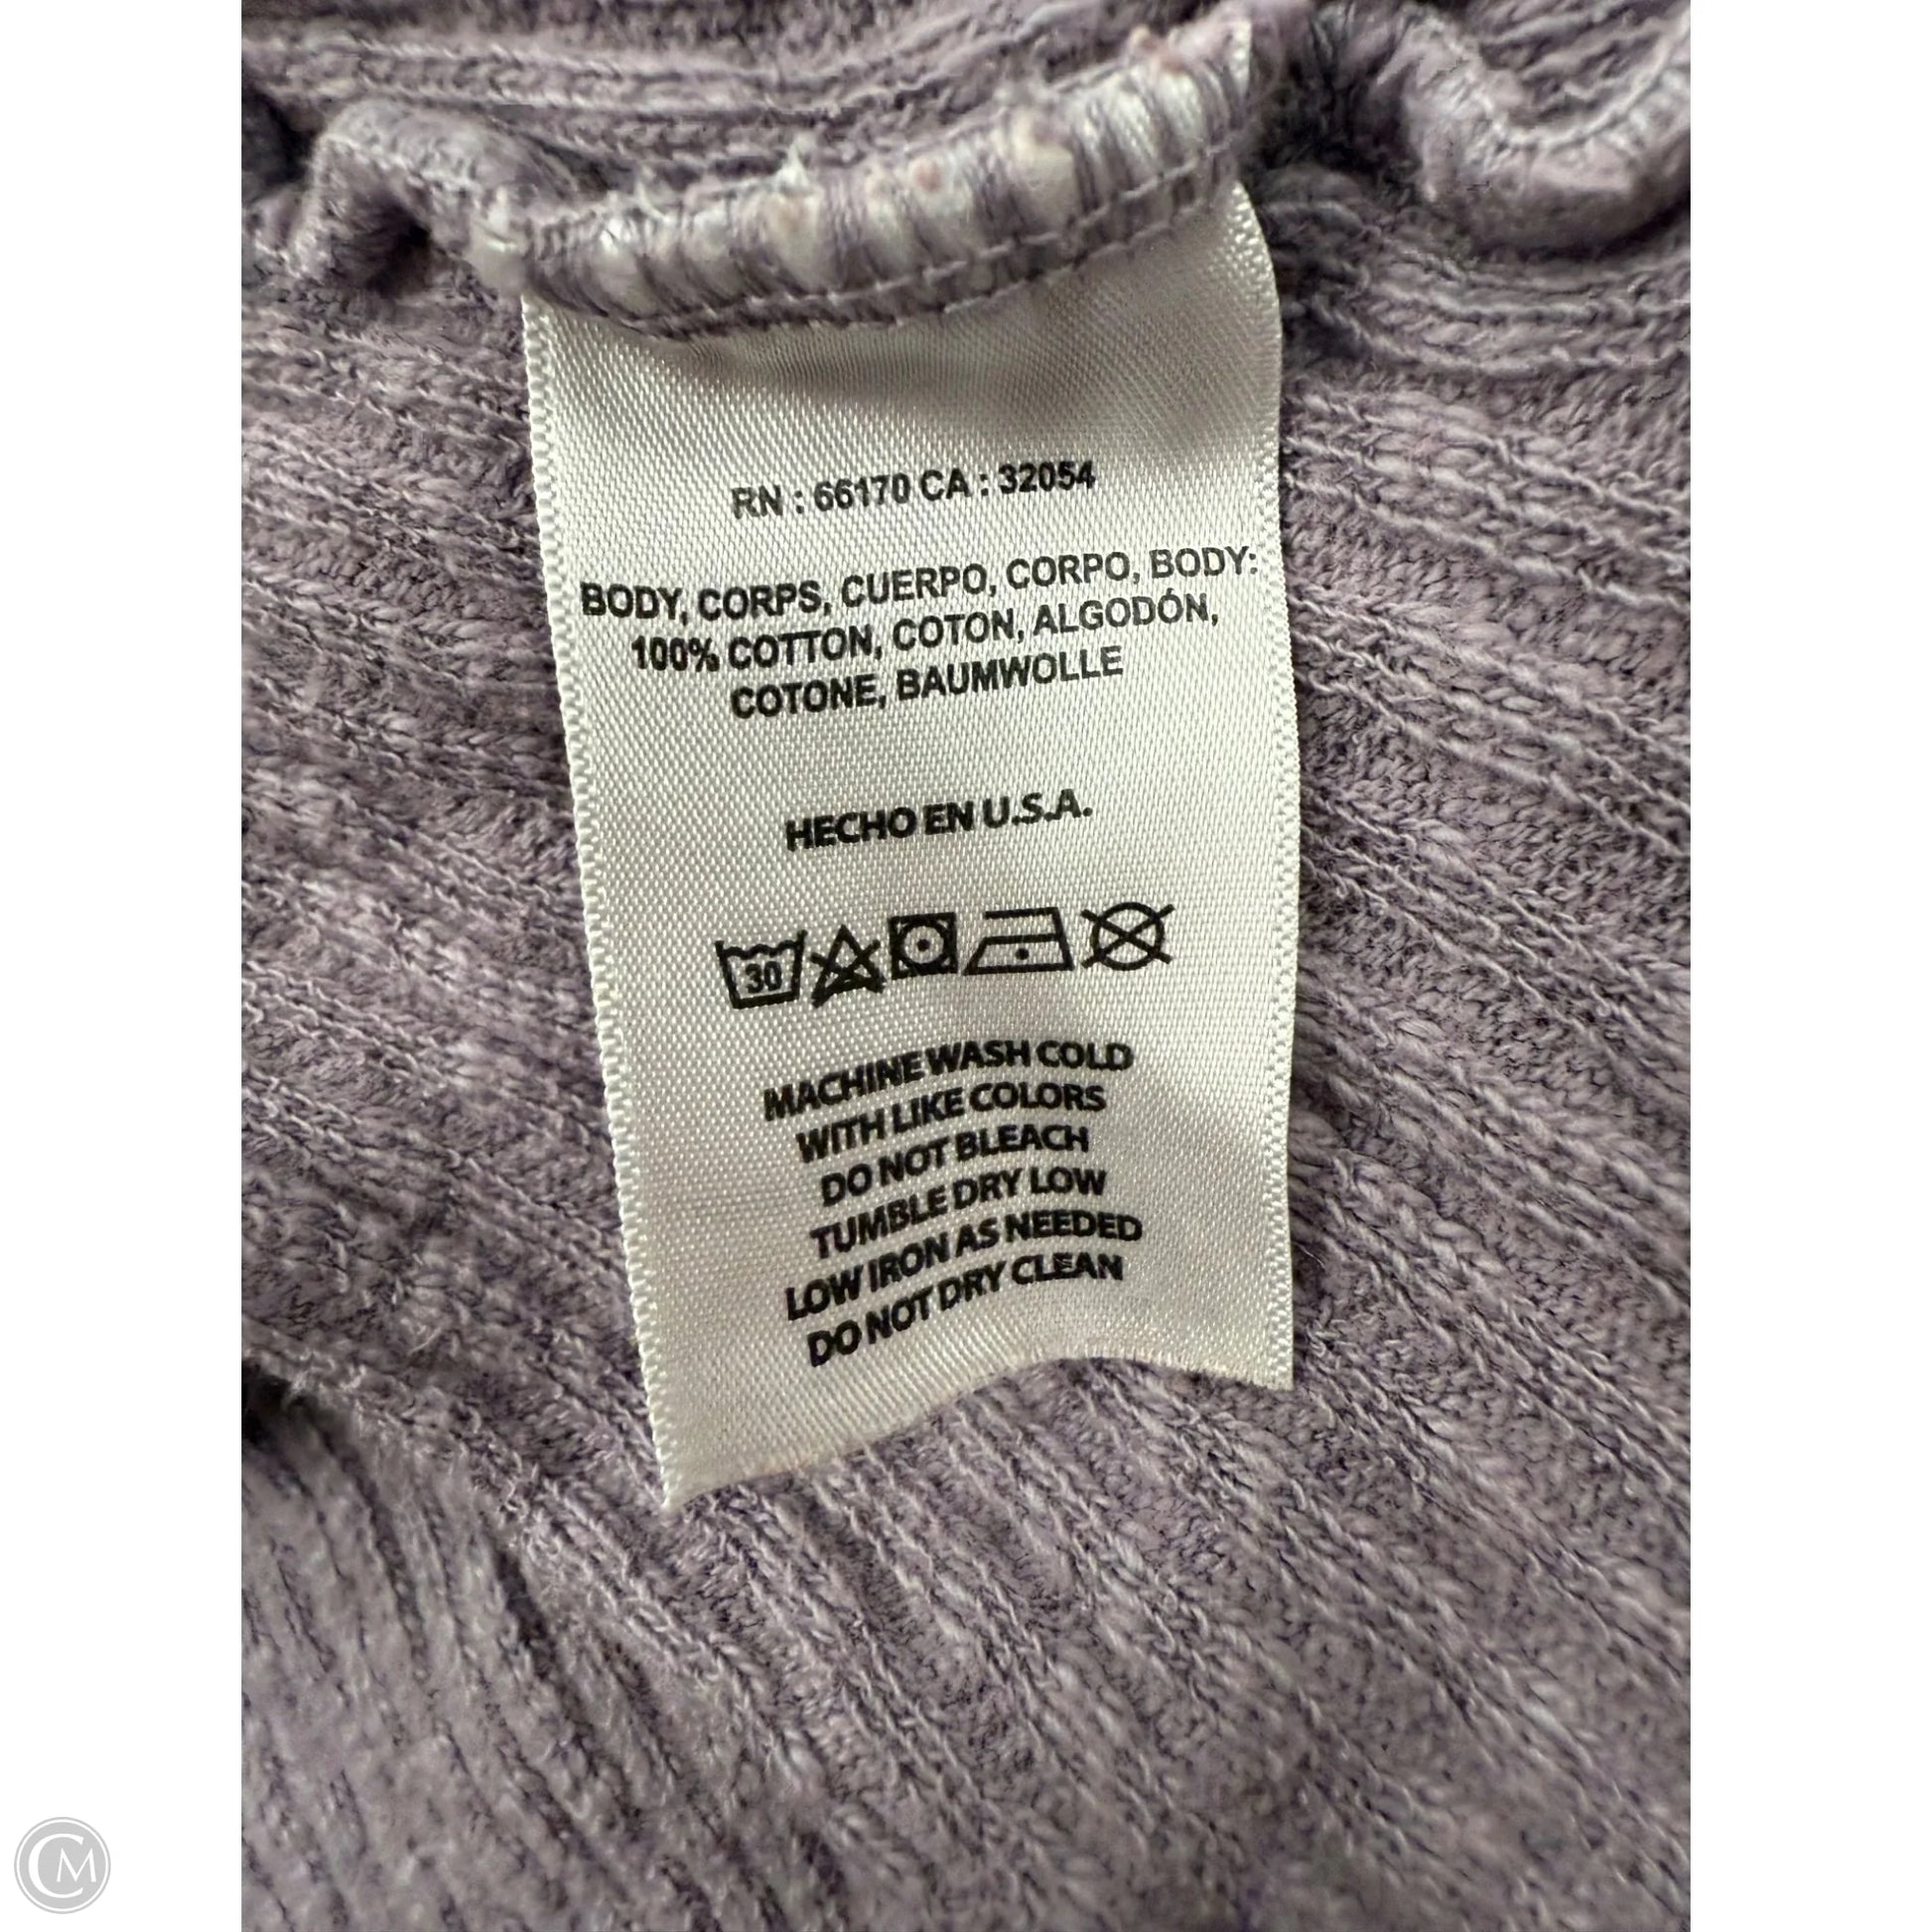 RN : 66170 CA : 32054
BODY, CORPS, CUERPO, CORPO, BODY:
100% COTTON, COTON, ALGODÓN,
COTONE, BAUMWOLLE
HECHO EN U.S.A.
30
MACHINE WASH COLD
WITH LIKE COLORS
DO NOT BLEACH
TUMBLE DRY LOW
LOW IRON AS NEEDED
DO NOT DRY CLEAN
CM